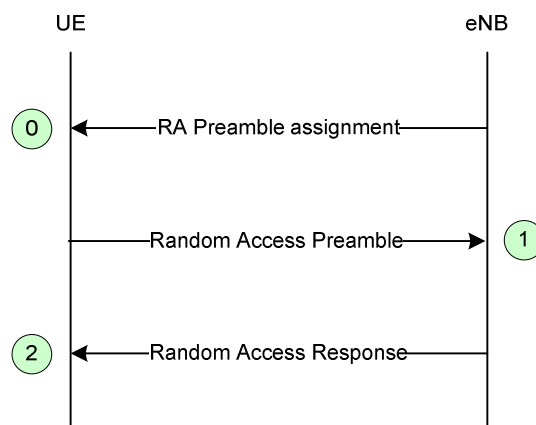 UE
eNB
0
RA Preamble assignment
Random Access Preamble
1
2
Random Access Response